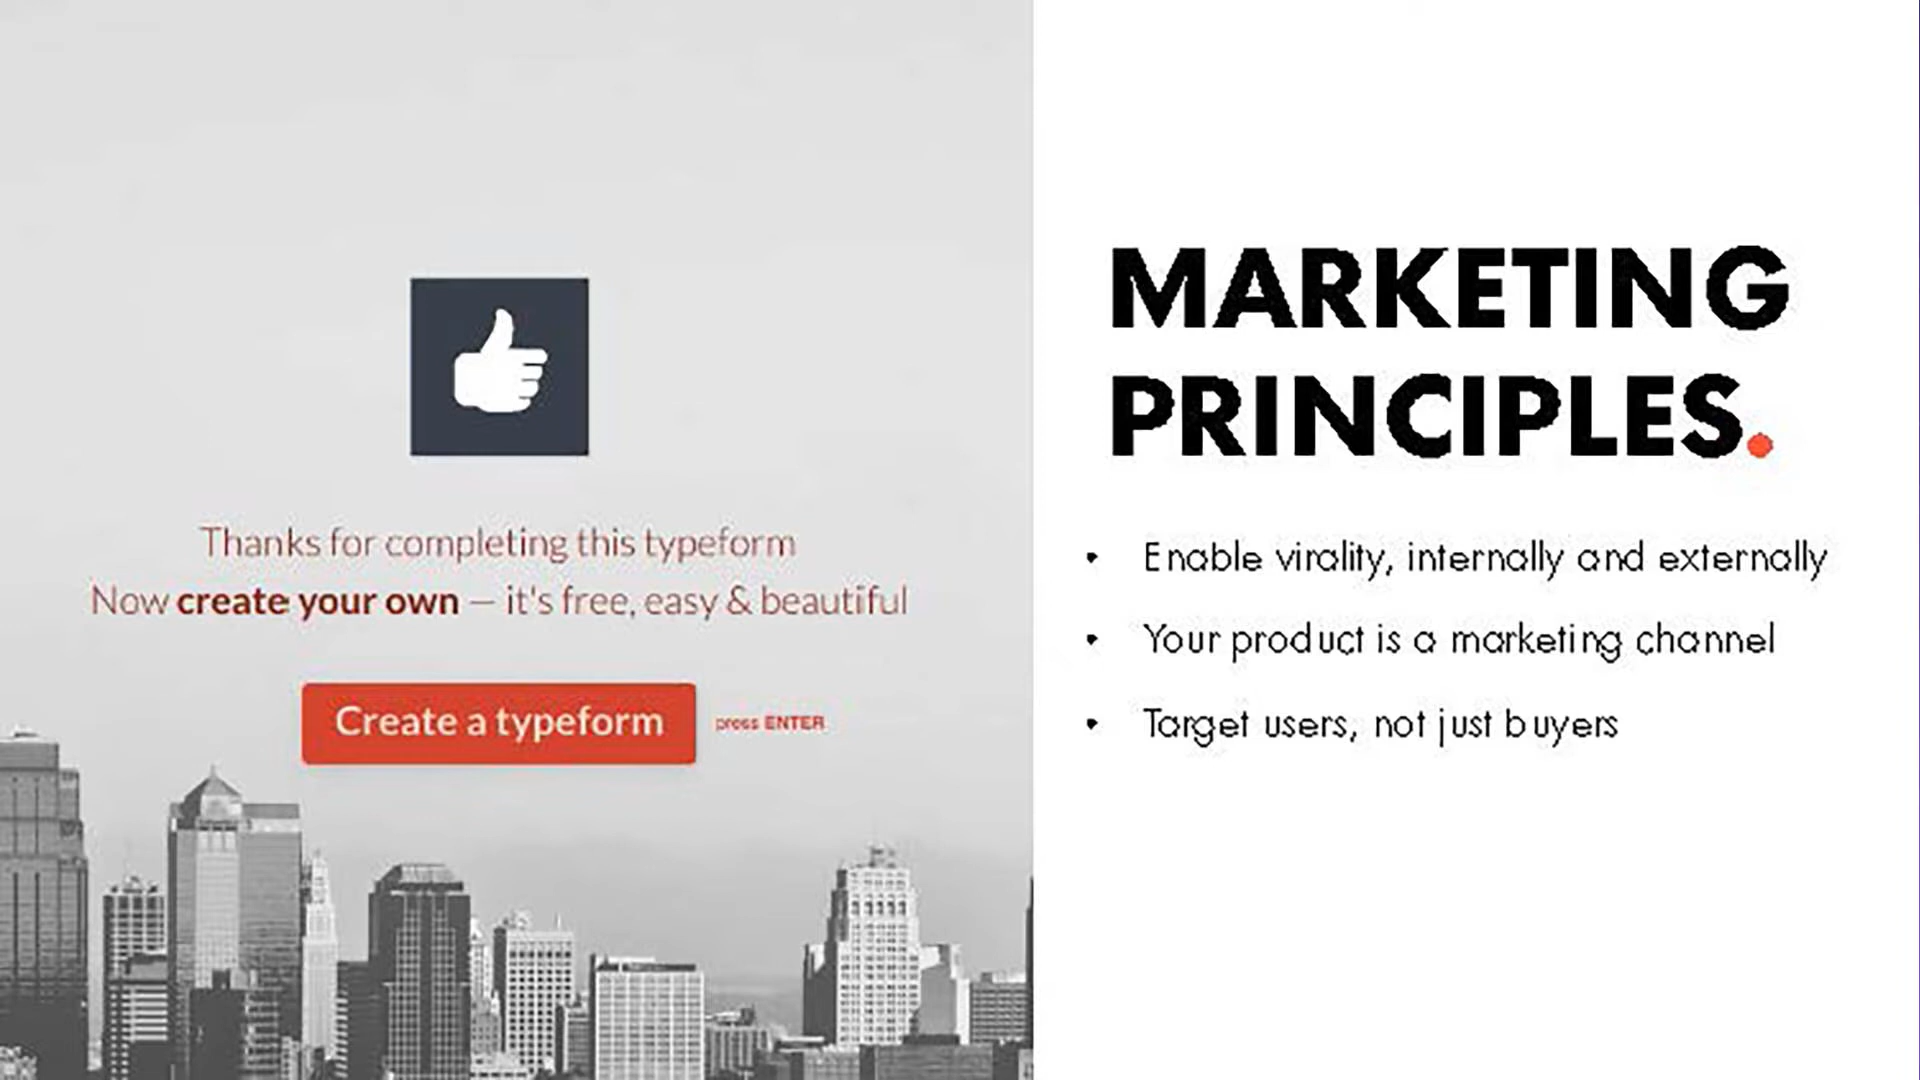 Thanks for completing this typeform
Now create your own – it's free, easy & beautiful
Create a typeform
press ENTER
MARKETING
PRINCIPLES.
• Enable virality, internally and externally
• Your product is a marketing channel
• Target users, not just buyers